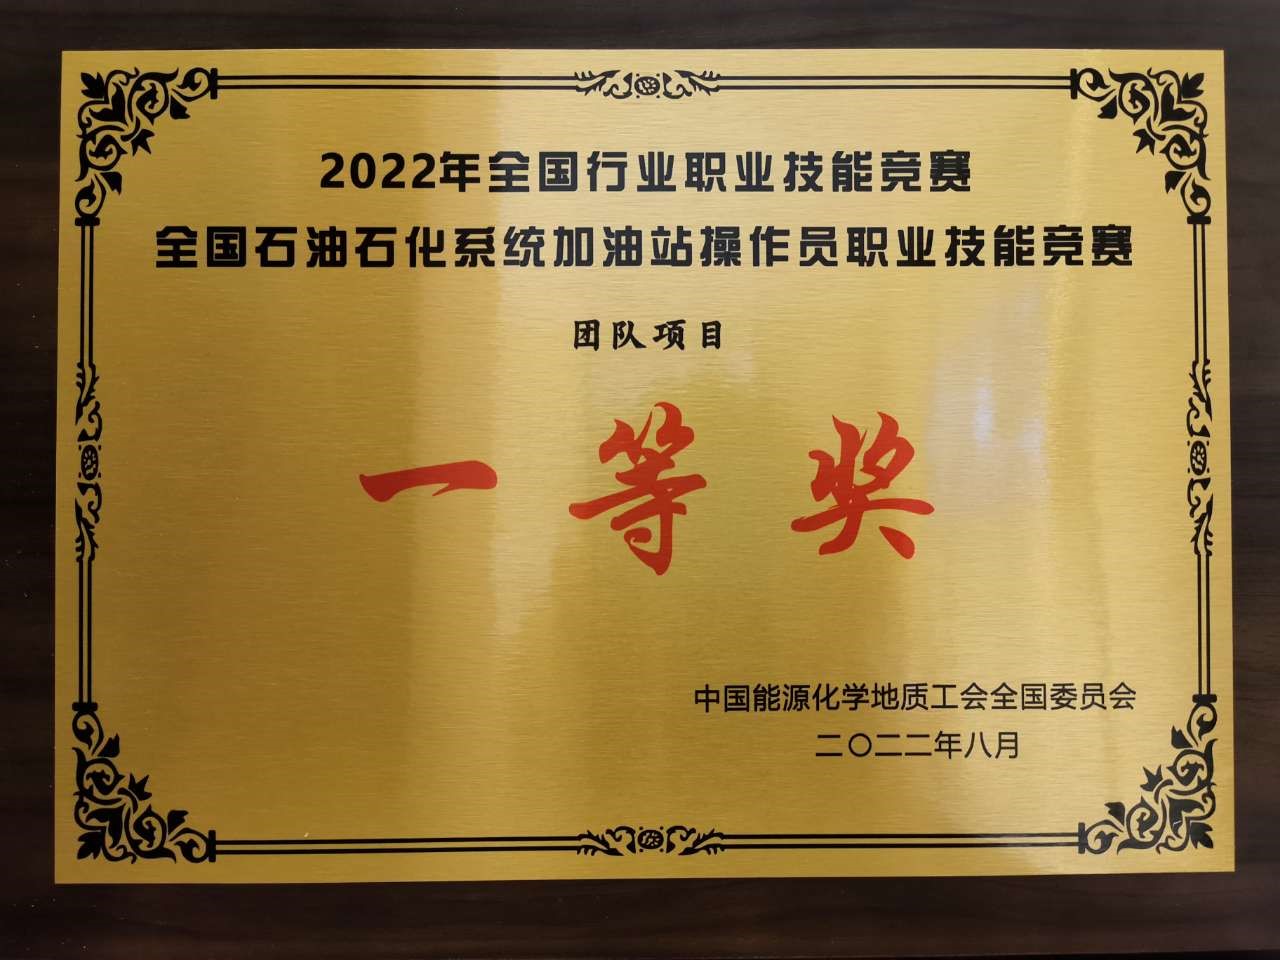 2022年全国行业职业技能竞赛
全国石油石化系统加油站操作员职业技能竞赛
团队项目
一等奖
中国能源化学地质工会全国委员会
二〇二二年八月